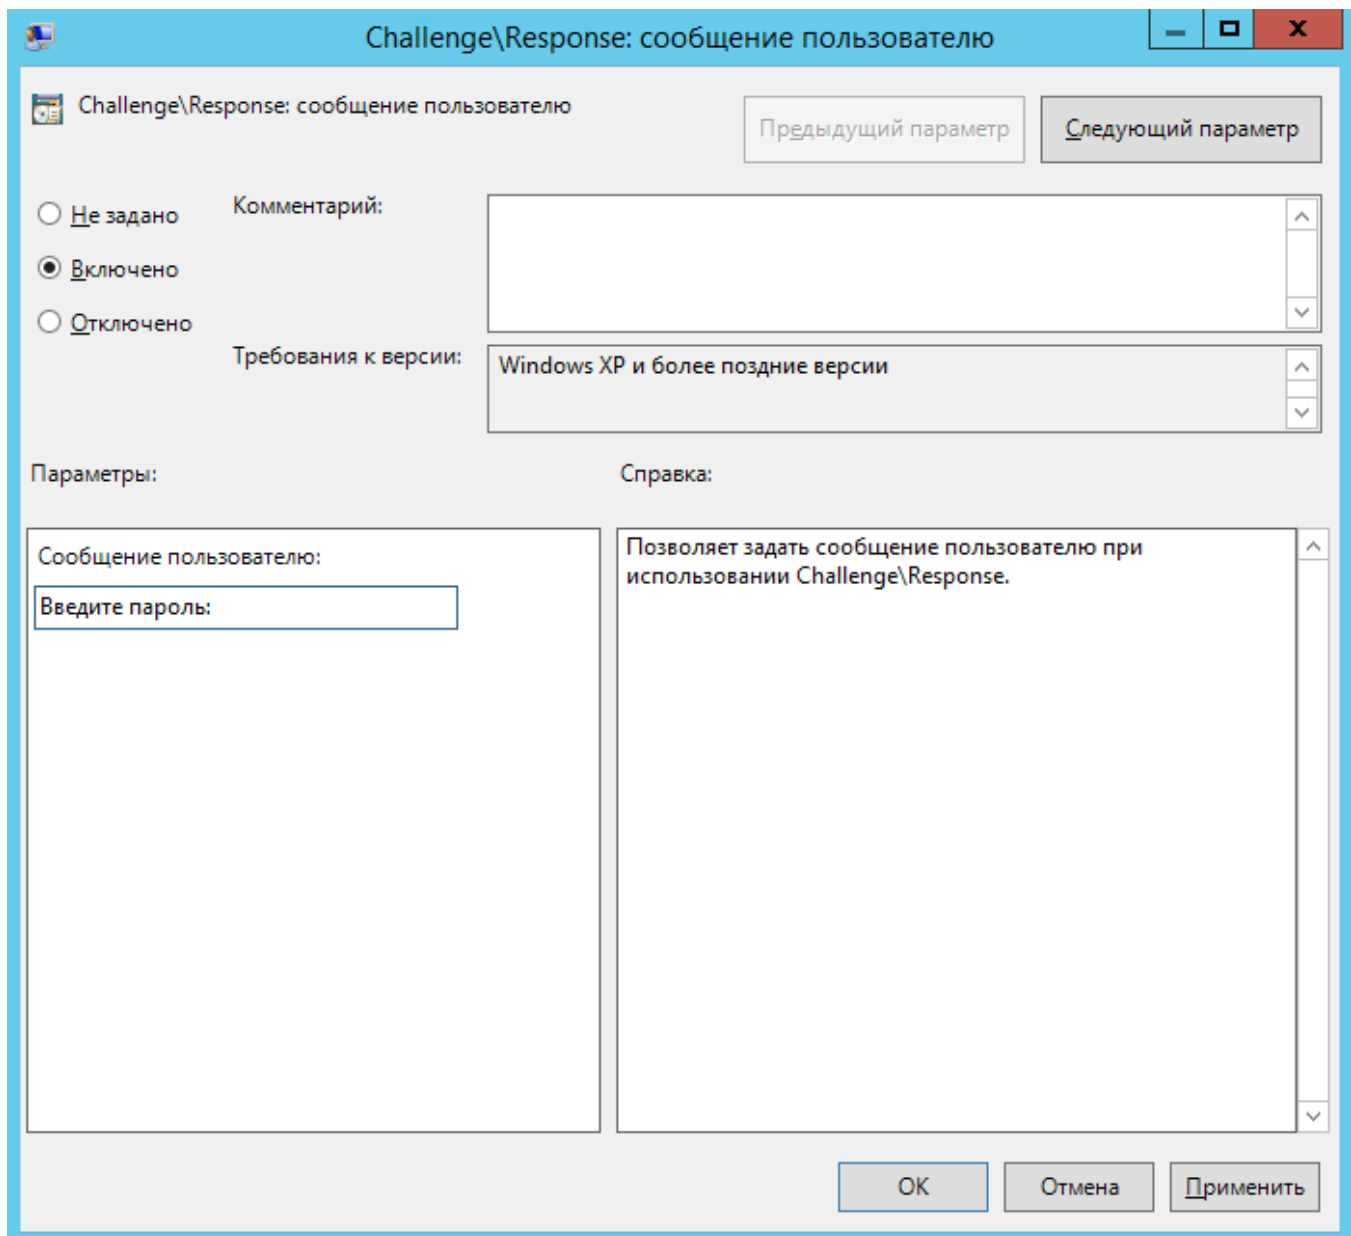 Challenge\Response: сообщение пользователю
X
Challenge\Response: сообщение пользователю
Предыдущий параметр
Следующий параметр
Не задано
Комментарий:
Включено
Отключено
Требования к версии:
Windows XP и более поздние версии
Параметры:
Справка:
Сообщение пользователю:
Введите пароль:
Позволяет задать сообщение пользователю при
использовании Challenge\Response.
ОК
Отмена
Применить